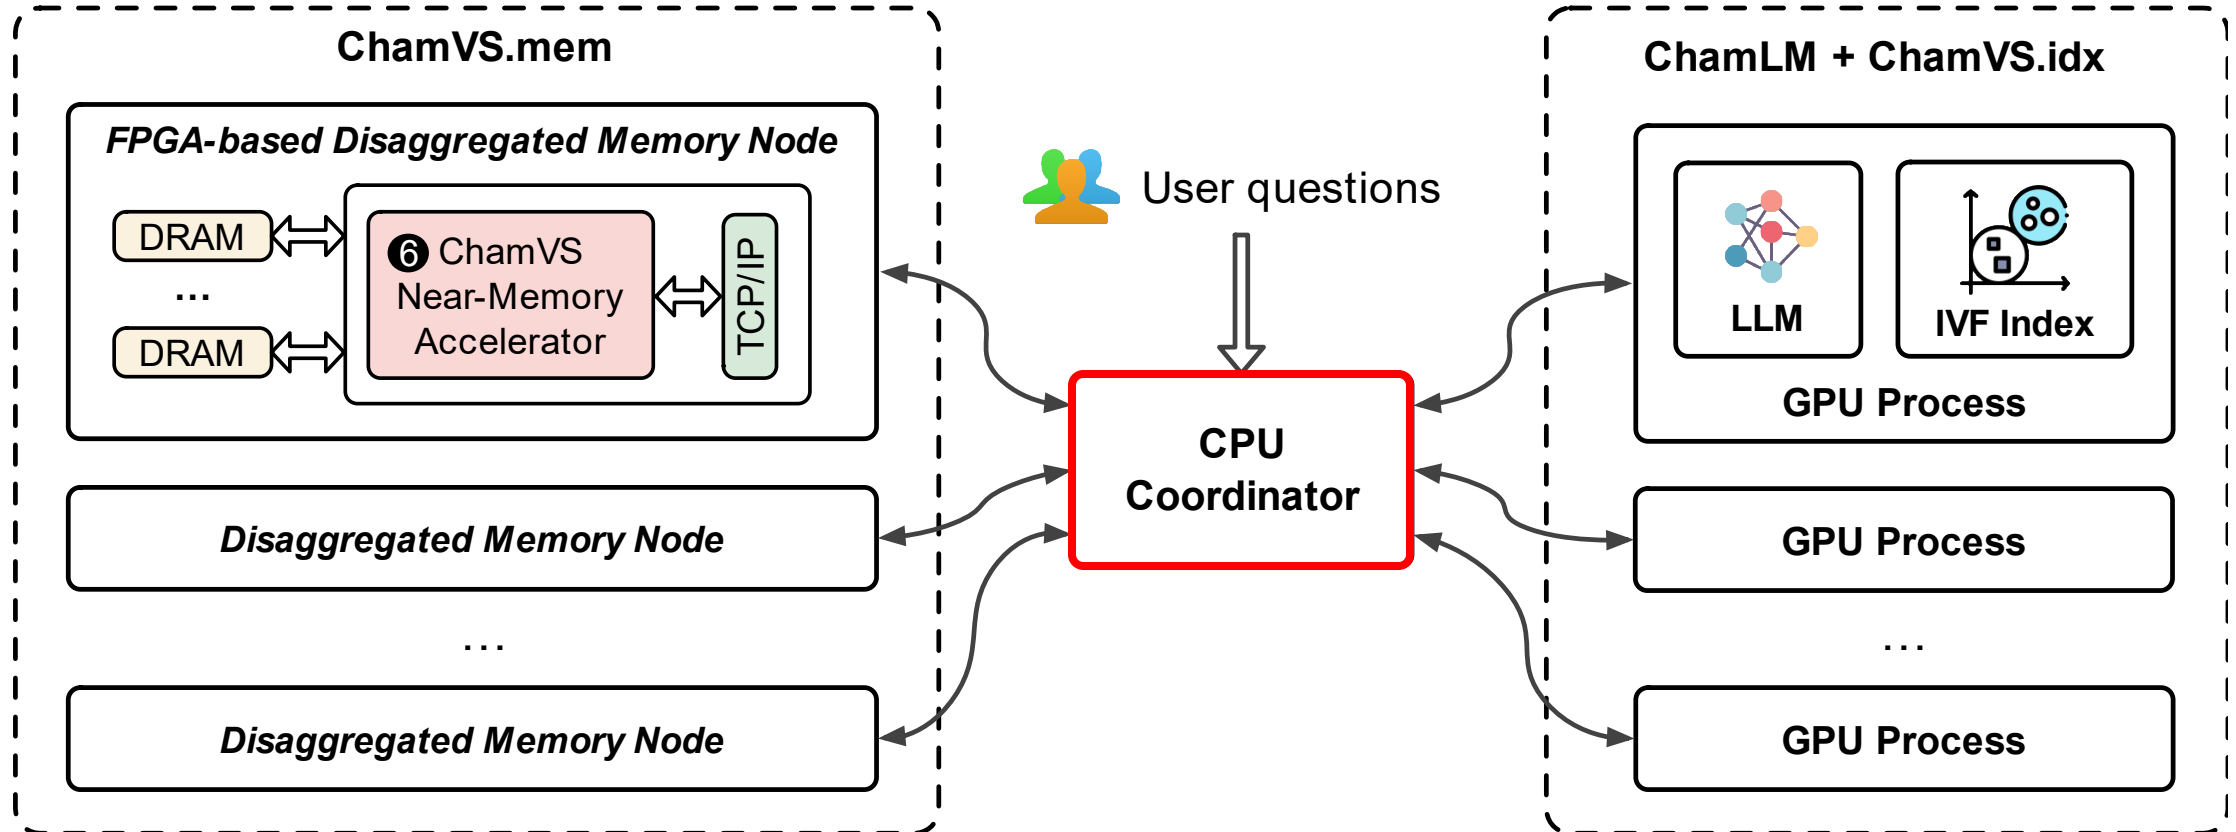 ChamVS.mem
FPGA-based Disaggregated Memory Node
DRAM
...
DRAM
6 ChamVS
Near-Memory
Accelerator
TCP/IP
Disaggregated Memory Node
...
Disaggregated Memory Node
User questions
CPU
Coordinator
ChamLM + ChamVS.idx
LLM
IVF Index
GPU Process
GPU Process
...
GPU Process